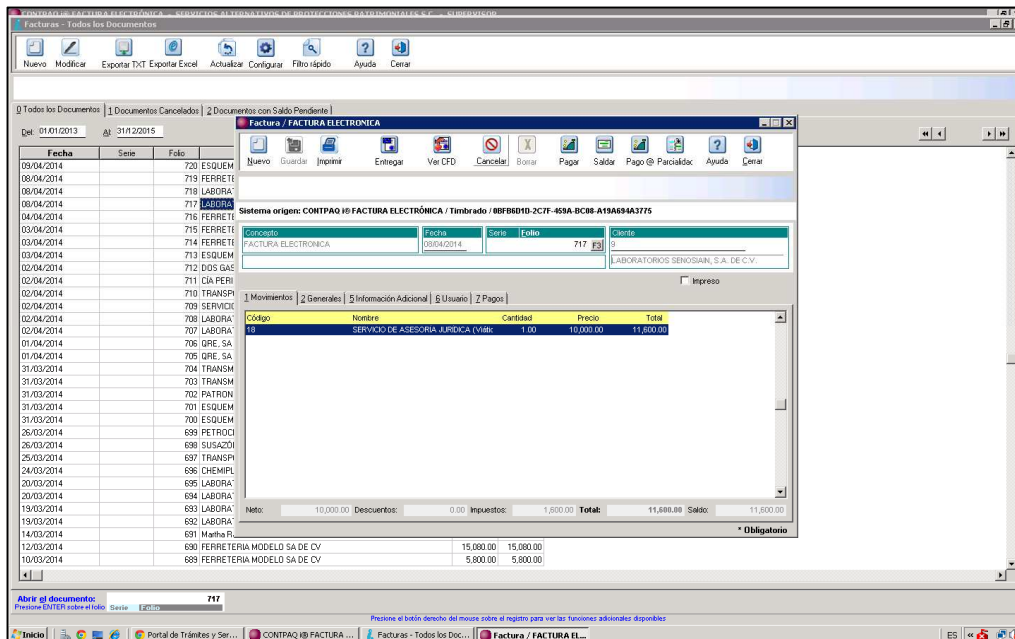 CONTPAQ i® FACTURA ELECTRÓNICA - SERVICIOS ALTERNATIVOS DE PROTECCIONES PATRIMONIALES S.C. - SUPERVISOR
Facturas - Todos los Documentos
Nuevo Modificar Exportar TXT Exportar Excel Actualizar Configurar Filtro rápido Ayuda Cerrar
0 Todos los Documentos 1 Documentos Cancelados 2 Documentos con Saldo Pendiente
Del: 01/01/2013 Al: 31/12/2015
Factura / FACTURA ELECTRONICA
Nuevo Guardar Imprimir Entregar Ver CFD Cancelar Borrar Pagar Saldar Pago @ Parcialidac Ayuda Cerrar
Sistema origen: CONTPAQ i® FACTURA ELECTRÓNICA / Timbrado / 0BFB6D1D-2C7F-459A-BC08-A19A694A3775
Concepto Fecha Serie Folio Cliente
FACTURA ELECTRONICA 08/04/2014 717 F3 9
LABORATORIOS SENOSIAIN, S.A. DE C.V.
Impreso
1 Movimientos 2 Generales 5 Información Adicional 6 Usuario 7 Pagos
Código Nombre Cantidad Precio Total
18 SERVICIO DE ASESORIA JURIDICA (Viátic 1.00 10,000.00 11,600.00
Neto: 10,000.00 Descuentos: 0.00 Impuestos: 1,600.00 Total: 11,600.00 Saldo: 11,600.00
* Obligatorio
Fecha Serie Folio
09/04/2014 720 ESQUEM
08/04/2014 719 FERRETE
08/04/2014 718 LABORA
08/04/2014 717 LABORA
04/04/2014 716 FERRETE
03/04/2014 715 FERRETE
03/04/2014 714 FERRETE
03/04/2014 713 ESQUEM
02/04/2014 712 DOS GAS
02/04/2014 711 CÍA PERI
02/04/2014 710 TRANSP
02/04/2014 709 SERVICIO
02/04/2014 708 LABORA
02/04/2014 707 LABORA
01/04/2014 706 QRE, SA
01/04/2014 705 QRE, SA
31/03/2014 704 TRANSM
31/03/2014 703 TRANSM
31/03/2014 702 PATRON
31/03/2014 701 ESQUEM
31/03/2014 700 ESQUEM
26/03/2014 699 PETROCI
26/03/2014 698 SUSAZÓ
25/03/2014 697 TRANSP
24/03/2014 696 CHEMIPL
20/03/2014 695 LABORA
20/03/2014 694 LABORA
19/03/2014 693 LABORA
19/03/2014 692 LABORA
14/03/2014 691 Martha R
12/03/2014 690 FERRETERIA MODELO SA DE CV 15,080.00 15,080.00
10/03/2014 689 FERRETERIA MODELO SA DE CV 5,800.00 5,800.00
Abrir el documento: 717
Presione ENTER sobre el folio Serie Folio
Presione el botón derecho del mouse sobre el registro para ver las funciones adicionales disponibles
Inicio Portal de Trámites y Ser... CONTPAQ i® FACTURA ... Facturas - Todos los Doc... Factura / FACTURA EL... ES